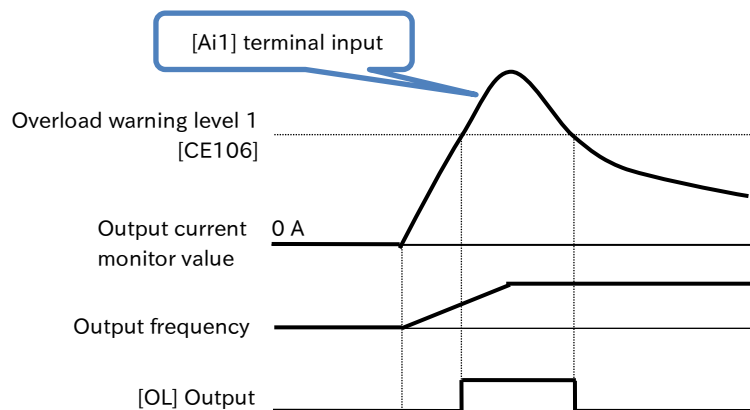 [Ai1] terminal input
Overload warning level 1
[CE106]
Output current 0 A
monitor value
Output frequency
[OL] Output